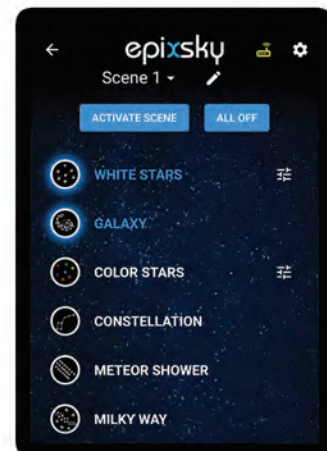 epixsky
Scene 1
ACTIVATE SCENE ALL OFF
WHITE STARS
GALAXY
COLOR STARS
CONSTELLATION
METEOR SHOWER
MILKY WAY